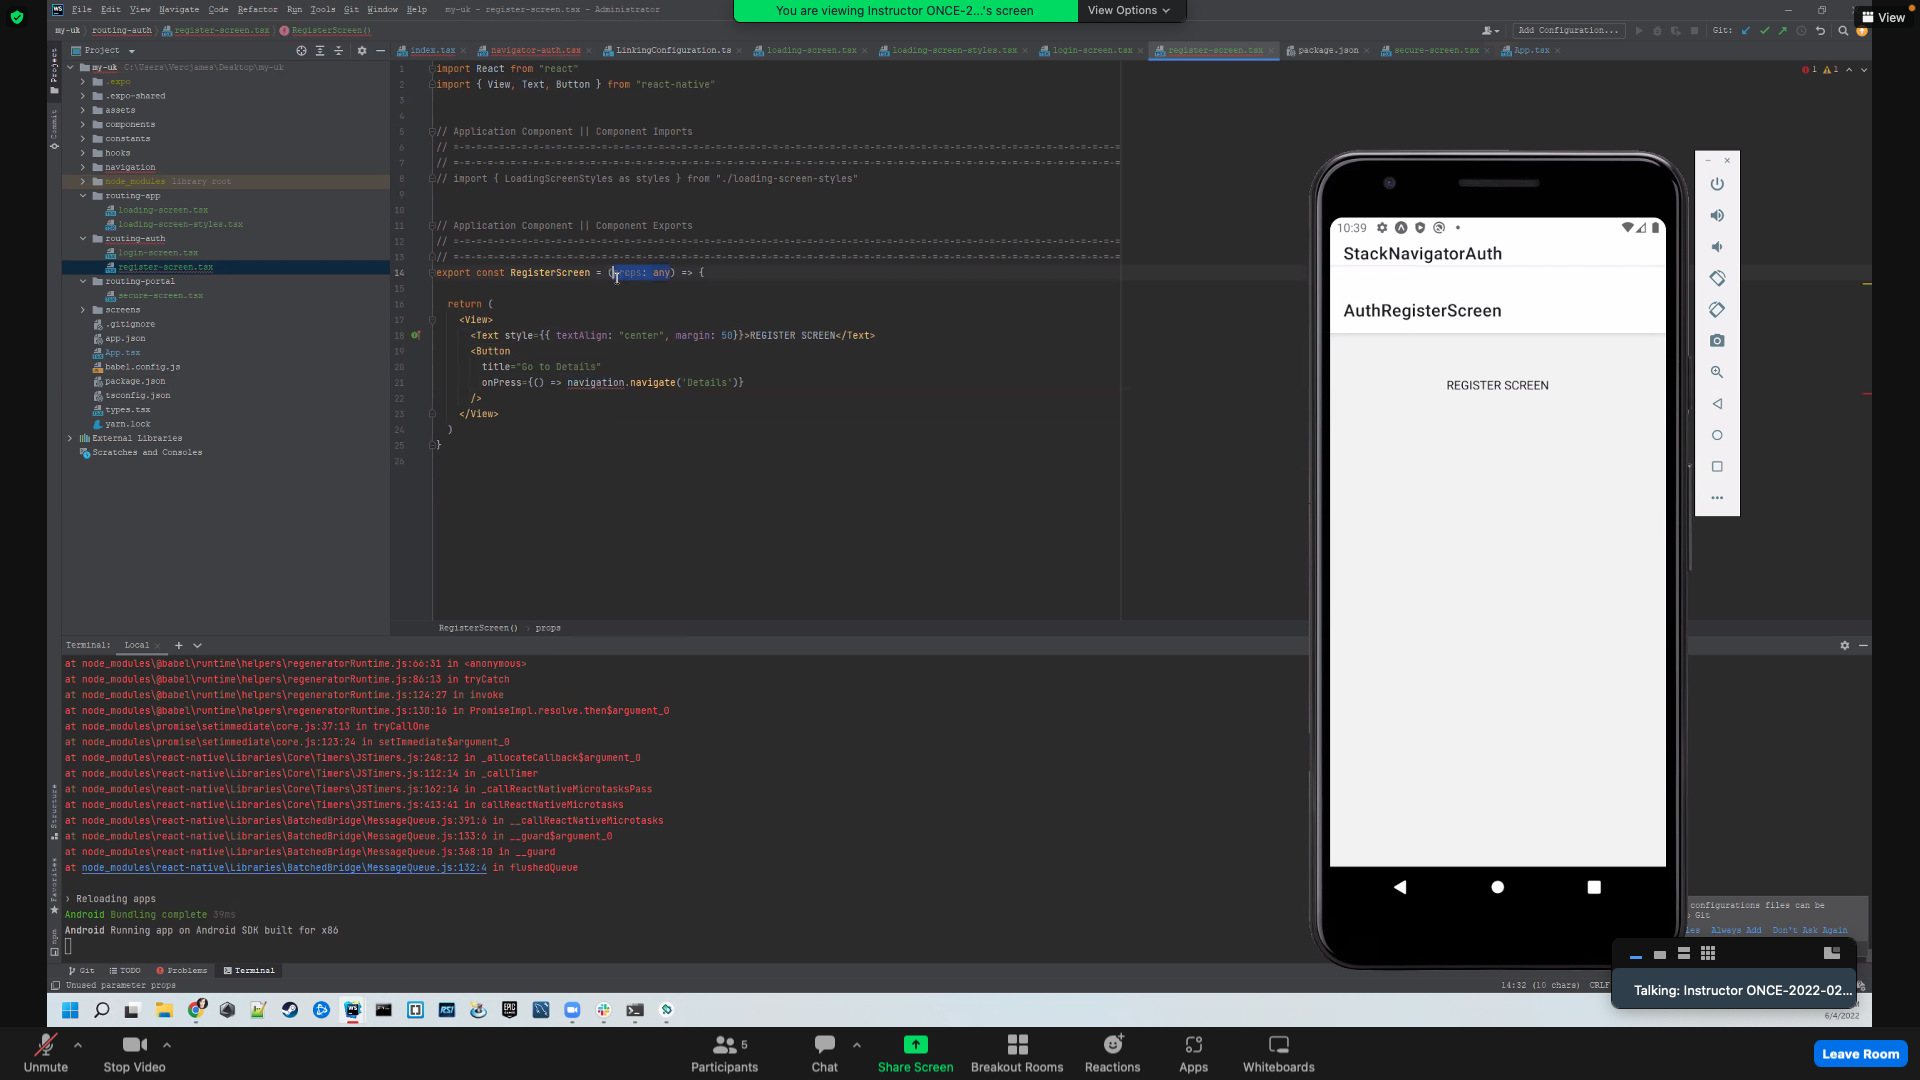 You are viewing Instructor ONCE-2...'s screen
View Options
View
File Edit View Navigate Code Refactor Run Tools Git Window Help my-uk - register-screen.tsx - Administrator
my-uk routing-auth register-screen.tsx RegisterScreen()
Add Configuration... Git:
Project
index.tsx navigator-auth.tsx LinkingConfiguration.ts loading-screen.tsx loading-screen-styles.tsx login-screen.tsx register-screen.tsx package.json secure-screen.tsx App.tsx
my-uk C:\Users\Vercjames\Desktop\my-uk
.expo
.expo-shared
assets
components
constants
hooks
navigation
node_modules library root
routing-app
loading-screen.tsx
loading-screen-styles.tsx
routing-auth
login-screen.tsx
register-screen.tsx
routing-portal
secure-screen.tsx
screens
.gitignore
app.json
App.tsx
babel.config.js
package.json
tsconfig.json
types.tsx
yarn.lock
External Libraries
Scratches and Consoles
Project
Commit
Structure
Favorites
npm
1 import React from "react"
2 import { View, Text, Button } from "react-native"
3
4
5 // Application Component || Component Imports
6 // =-=-=-=-=-=-=-=-=-=-=-=-=-=-=-=-=-=-=-=-=-=-=-=-=-=-=-=-=-=-=-=-=-=-=-=-=-=-=-=-=-=-=-=-=-=-=-=-=-=-=-=-=-=-=-=-=-=-=
7 // =-=-=-=-=-=-=-=-=-=-=-=-=-=-=-=-=-=-=-=-=-=-=-=-=-=-=-=-=-=-=-=-=-=-=-=-=-=-=-=-=-=-=-=-=-=-=-=-=-=-=-=-=-=-=-=-=-=-=
8 // import { LoadingScreenStyles as styles } from "./loading-screen-styles"
9
10
11 // Application Component || Component Exports
12 // =-=-=-=-=-=-=-=-=-=-=-=-=-=-=-=-=-=-=-=-=-=-=-=-=-=-=-=-=-=-=-=-=-=-=-=-=-=-=-=-=-=-=-=-=-=-=-=-=-=-=-=-=-=-=-=-=-=-=
13 // =-=-=-=-=-=-=-=-=-=-=-=-=-=-=-=-=-=-=-=-=-=-=-=-=-=-=-=-=-=-=-=-=-=-=-=-=-=-=-=-=-=-=-=-=-=-=-=-=-=-=-=-=-=-=-=-=-=-=
14 export const RegisterScreen = (props: any) => {
15
16 return (
17 <View>
18 <Text style={{ textAlign: "center", margin: 50}}>REGISTER SCREEN</Text>
19 <Button
20 title="Go to Details"
21 onPress={() => navigation.navigate('Details')}
22 />
23 </View>
24 )
25 }
26
1 1
RegisterScreen() props
10:39
StackNavigatorAuth
AuthRegisterScreen
REGISTER SCREEN
Terminal: Local
at node_modules\@babel\runtime\helpers\regeneratorRuntime.js:66:31 in <anonymous>
at node_modules\@babel\runtime\helpers\regeneratorRuntime.js:86:13 in tryCatch
at node_modules\@babel\runtime\helpers\regeneratorRuntime.js:124:27 in invoke
at node_modules\@babel\runtime\helpers\regeneratorRuntime.js:130:16 in PromiseImpl.resolve.then$argument_0
at node_modules\promise\setimmediate\core.js:37:13 in tryCallOne
at node_modules\promise\setimmediate\core.js:123:24 in setImmediate$argument_0
at node_modules\react-native\Libraries\Core\Timers\JSTimers.js:248:12 in _allocateCallback$argument_0
at node_modules\react-native\Libraries\Core\Timers\JSTimers.js:112:14 in _callTimer
at node_modules\react-native\Libraries\Core\Timers\JSTimers.js:162:14 in _callReactNativeMicrotasksPass
at node_modules\react-native\Libraries\Core\Timers\JSTimers.js:413:41 in callReactNativeMicrotasks
at node_modules\react-native\Libraries\BatchedBridge\MessageQueue.js:391:6 in __callReactNativeMicrotasks
at node_modules\react-native\Libraries\BatchedBridge\MessageQueue.js:133:6 in __guard$argument_0
at node_modules\react-native\Libraries\BatchedBridge\MessageQueue.js:368:10 in __guard
at node_modules\react-native\Libraries\BatchedBridge\MessageQueue.js:132:4 in flushedQueue
› Reloading apps
Android Bundling complete 39ms
Android Running app on Android SDK built for x86
configurations files can be
Git
Always Add Don't Ask Again
Git TODO Problems Terminal
Unused parameter props
14:32 (10 chars) CRLF
Talking: Instructor ONCE-2022-02...
6/4/2022
Unmute
Stop Video
5
Participants
Chat
Share Screen
Breakout Rooms
Reactions
Apps
Whiteboards
Leave Room